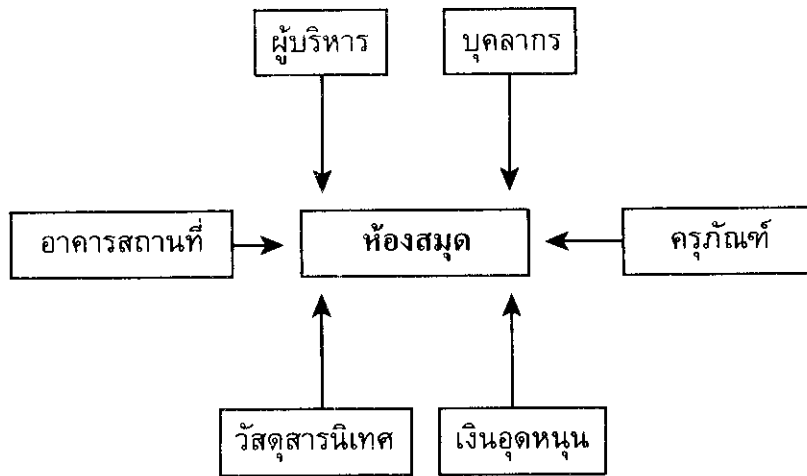 ผู้บริหาร
บุคลากร
อาคารสถานที่
ห้องสมุด
ครุภัณฑ์
วัสดุสารนิเทศ
เงินอุดหนุน